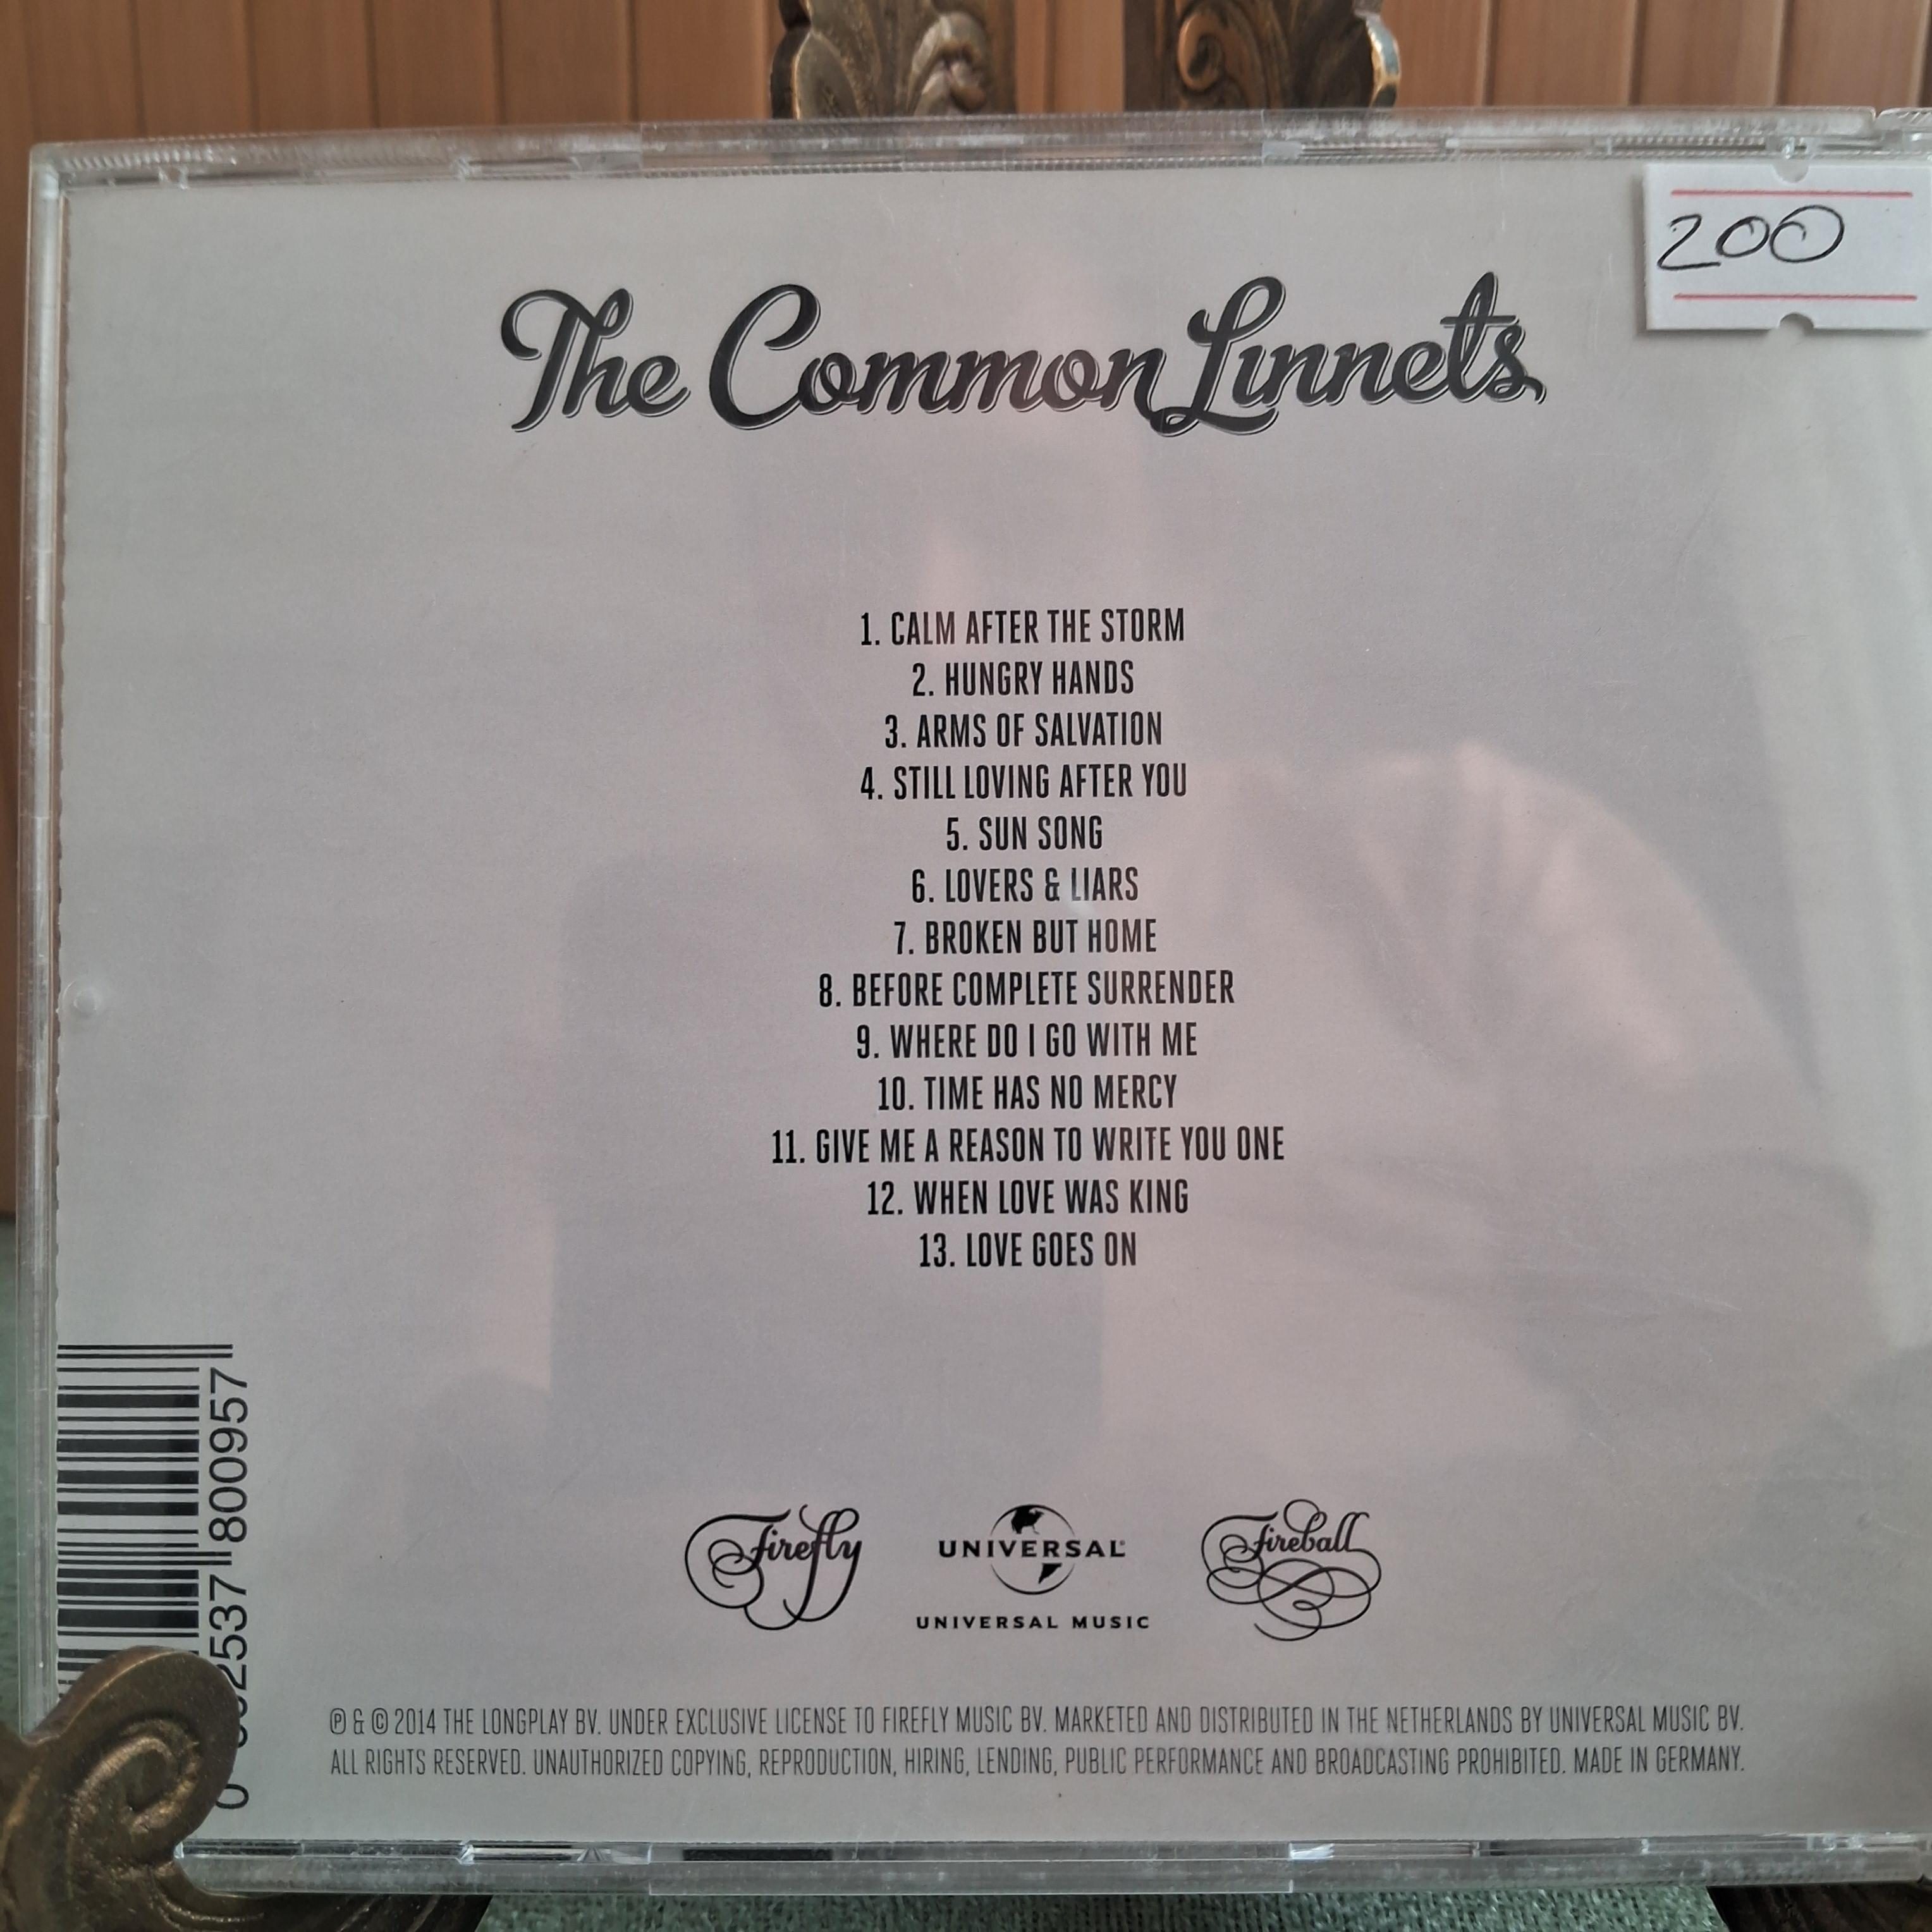 200
The Common Linnets
1. CALM AFTER THE STORM
2. HUNGRY HANDS
3. ARMS OF SALVATION
4. STILL LOVING AFTER YOU
5. SUN SONG
6. LOVERS & LIARS
7. BROKEN BUT HOME
8. BEFORE COMPLETE SURRENDER
9. WHERE DO I GO WITH ME
10. TIME HAS NO MERCY
11. GIVE ME A REASON TO WRITE YOU ONE
12. WHEN LOVE WAS KING
13. LOVE GOES ON
800957
Firefly
UNIVERSAL
UNIVERSAL MUSIC
Fireball
℗ & © 2014 THE LONGPLAY BV. UNDER EXCLUSIVE LICENSE TO FIREFLY MUSIC BV. MARKETED AND DISTRIBUTED IN THE NETHERLANDS BY UNIVERSAL MUSIC BV.
ALL RIGHTS RESERVED. UNAUTHORIZED COPYING, REPRODUCTION, HIRING, LENDING, PUBLIC PERFORMANCE AND BROADCASTING PROHIBITED. MADE IN GERMANY.